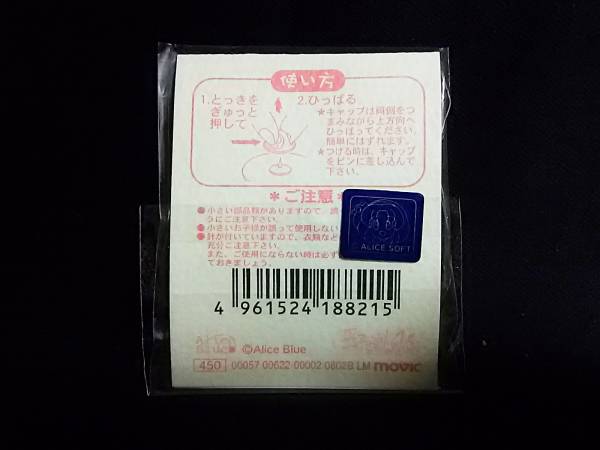 使い方
1.とっきを
ぎゅっと
押して
2.ひっぱる
★キャップは両側をつ
まみながら上方向へ
ひっぱってください。
簡単にはずれます。
★つける時は、キャップ
をピンに差し込んで
下さい。
＊ご注意＊
●小さい部品類がありますので、誤
うにご注意下さい。
●小さいお子様が誤って使用しない
●針が付いていますので、衣類など
充分ご注意下さい。
また、ご使用にならない時は必ず
ておきましょう。
ALICE SOFT
4 961524 188215
©Alice Blue
450 00057 00622 00002 0802B LM movic